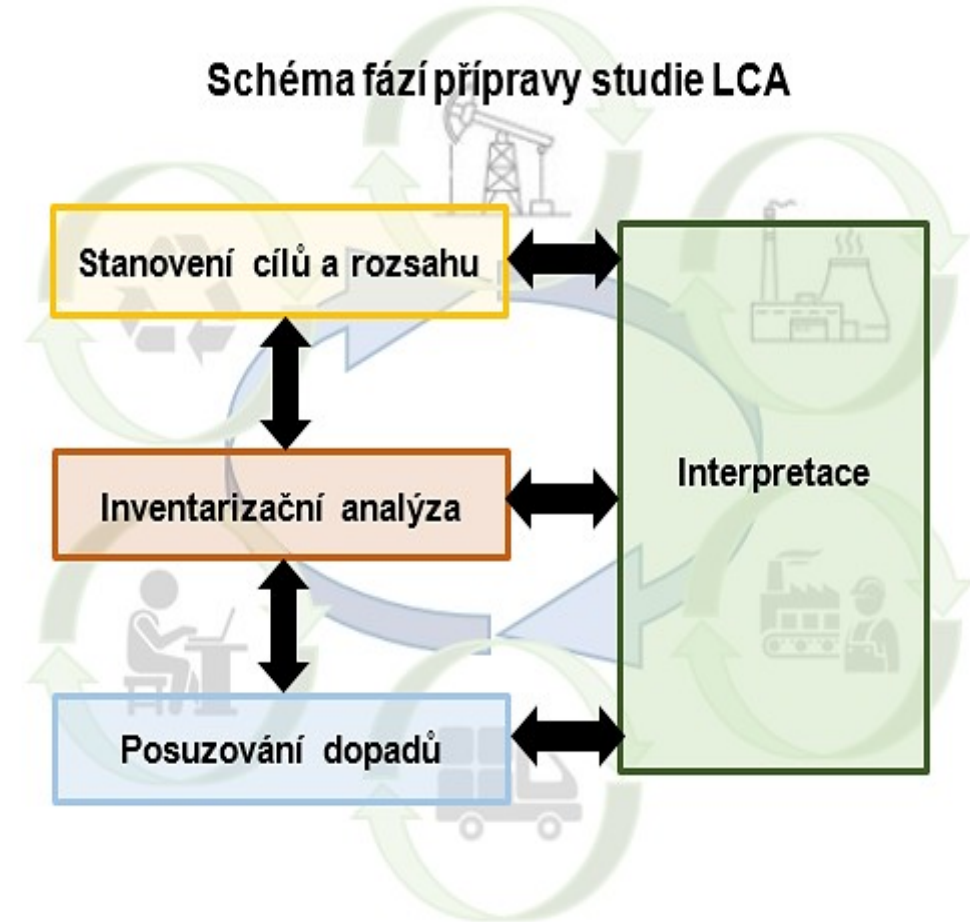 Schéma fází přípravy studie LCA
Stanovení cílů a rozsahu
Inventarizační analýza
Interpretace
Posuzování dopadů